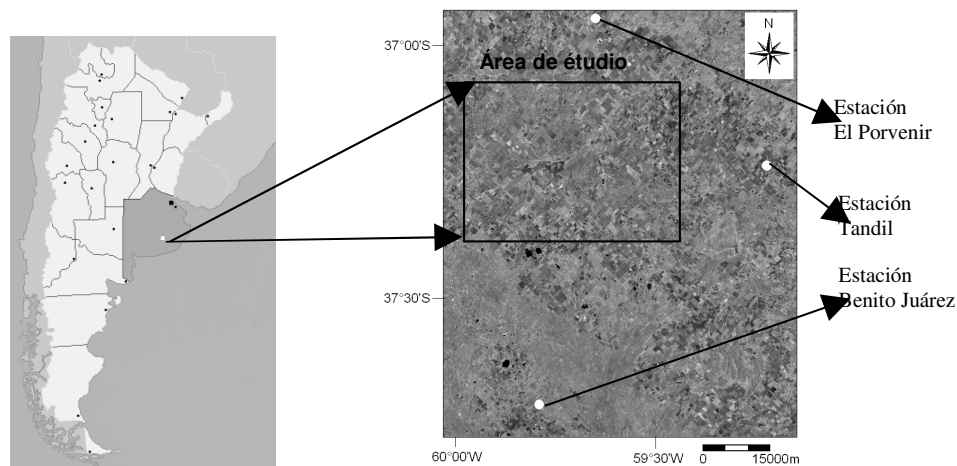 N
37°00'S
Área de étudio
Estación
El Porvenir
Estación
Tandil
Estación
Benito Juárez
37°30'S
60°00'W
59°30'W
0
15000m